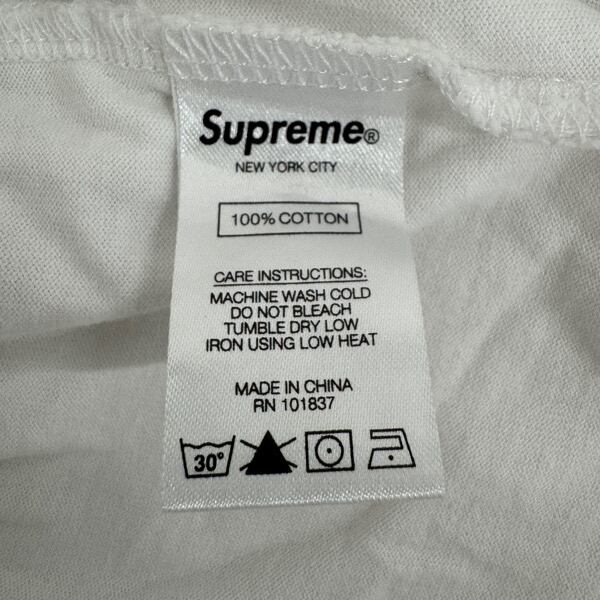 Supreme®
NEW YORK CITY
100% COTTON
CARE INSTRUCTIONS:
MACHINE WASH COLD
DO NOT BLEACH
TUMBLE DRY LOW
IRON USING LOW HEAT
MADE IN CHINA
RN 101837
30°